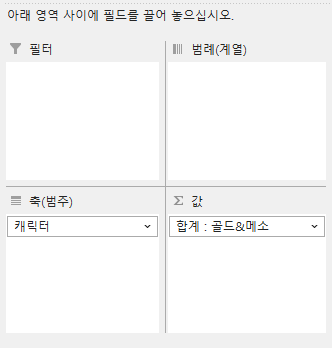 아래 영역 사이에 필드를 끌어 놓으십시오.
필터
범례(계열)
축(범주)
값
캐릭터
합계 : 골드&메소